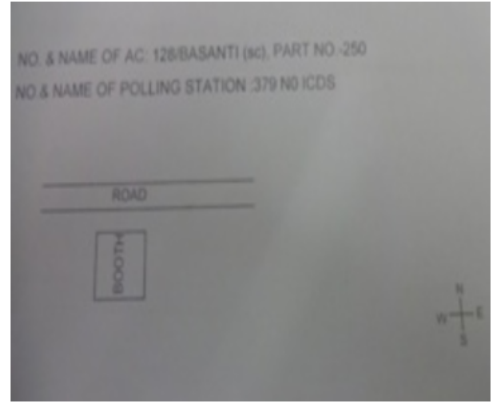 NO. & NAME OF AC: 128/BASANTI (sc), PART NO.-250
NO.& NAME OF POLLING STATION :379 N0 ICDS
ROAD
BOOTH
N
W E
S